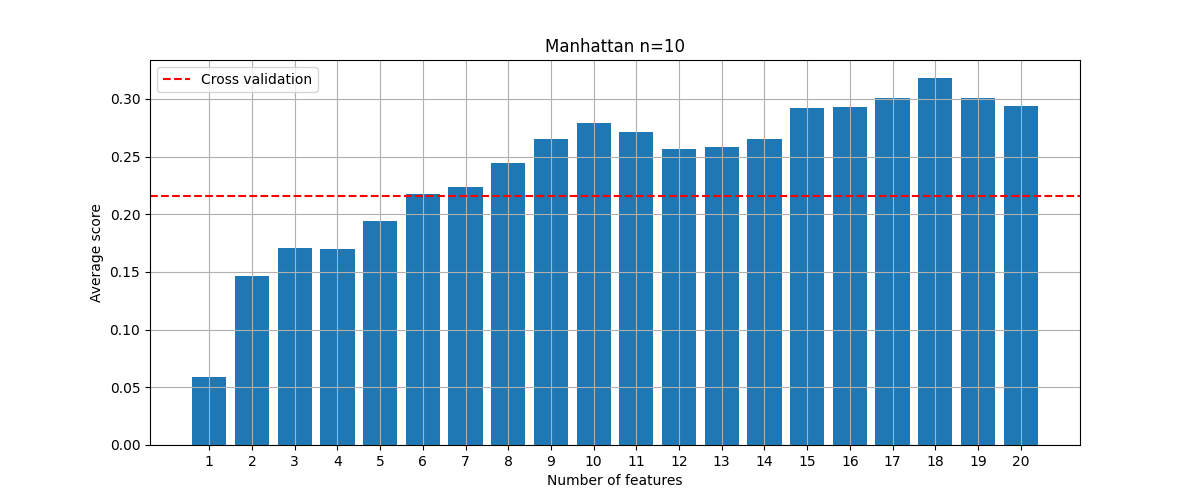 Manhattan n=10
Cross validation
Average score
0.30
0.25
0.20
0.15
0.10
0.05
0.00
1 2 3 4 5 6 7 8 9 10 11 12 13 14 15 16 17 18 19 20
Number of features